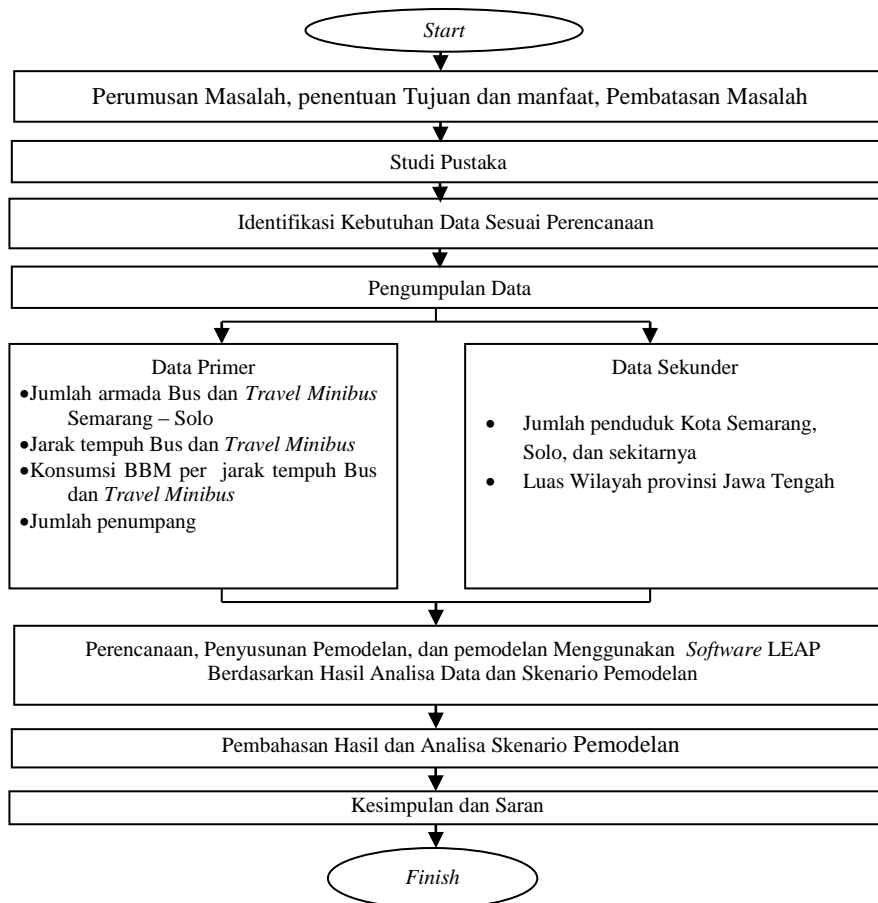 Start
Perumusan Masalah, penentuan Tujuan dan manfaat, Pembatasan Masalah
Studi Pustaka
Identifikasi Kebutuhan Data Sesuai Perencanaan
Pengumpulan Data
Data Primer
•Jumlah armada Bus dan Travel Minibus
Semarang – Solo
•Jarak tempuh Bus dan Travel Minibus
•Konsumsi BBM per jarak tempuh Bus
dan Travel Minibus
•Jumlah penumpang
Data Sekunder
• Jumlah penduduk Kota Semarang,
Solo, dan sekitarnya
• Luas Wilayah provinsi Jawa Tengah
Perencanaan, Penyusunan Pemodelan, dan pemodelan Menggunakan Software LEAP
Berdasarkan Hasil Analisa Data dan Skenario Pemodelan
Pembahasan Hasil dan Analisa Skenario Pemodelan
Kesimpulan dan Saran
Finish